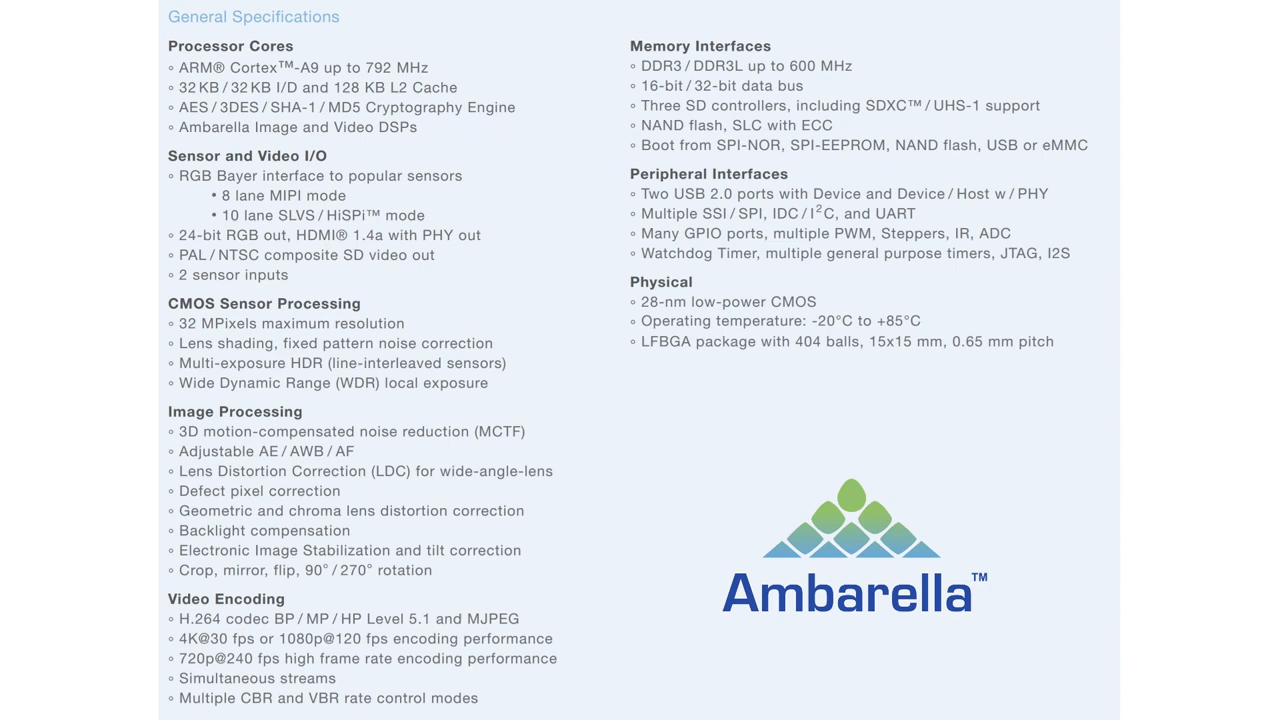 General Specifications
Processor Cores
◦ ARM® Cortex™-A9 up to 792 MHz
◦ 32 KB / 32 KB I/D and 128 KB L2 Cache
◦ AES / 3DES / SHA-1 / MD5 Cryptography Engine
◦ Ambarella Image and Video DSPs
Sensor and Video I/O
◦ RGB Bayer interface to popular sensors
• 8 lane MIPI mode
• 10 lane SLVS / HiSPi™ mode
◦ 24-bit RGB out, HDMI® 1.4a with PHY out
◦ PAL / NTSC composite SD video out
◦ 2 sensor inputs
CMOS Sensor Processing
◦ 32 MPixels maximum resolution
◦ Lens shading, fixed pattern noise correction
◦ Multi-exposure HDR (line-interleaved sensors)
◦ Wide Dynamic Range (WDR) local exposure
Image Processing
◦ 3D motion-compensated noise reduction (MCTF)
◦ Adjustable AE / AWB / AF
◦ Lens Distortion Correction (LDC) for wide-angle-lens
◦ Defect pixel correction
◦ Geometric and chroma lens distortion correction
◦ Backlight compensation
◦ Electronic Image Stabilization and tilt correction
◦ Crop, mirror, flip, 90° / 270° rotation
Video Encoding
◦ H.264 codec BP / MP / HP Level 5.1 and MJPEG
◦ 4K@30 fps or 1080p@120 fps encoding performance
◦ 720p@240 fps high frame rate encoding performance
◦ Simultaneous streams
◦ Multiple CBR and VBR rate control modes
Memory Interfaces
◦ DDR3 / DDR3L up to 600 MHz
◦ 16-bit / 32-bit data bus
◦ Three SD controllers, including SDXC™ / UHS-1 support
◦ NAND flash, SLC with ECC
◦ Boot from SPI-NOR, SPI-EEPROM, NAND flash, USB or eMMC
Peripheral Interfaces
◦ Two USB 2.0 ports with Device and Device / Host w / PHY
◦ Multiple SSI / SPI, IDC / I²C, and UART
◦ Many GPIO ports, multiple PWM, Steppers, IR, ADC
◦ Watchdog Timer, multiple general purpose timers, JTAG, I2S
Physical
◦ 28-nm low-power CMOS
◦ Operating temperature: -20°C to +85°C
◦ LFBGA package with 404 balls, 15x15 mm, 0.65 mm pitch
Ambarella™